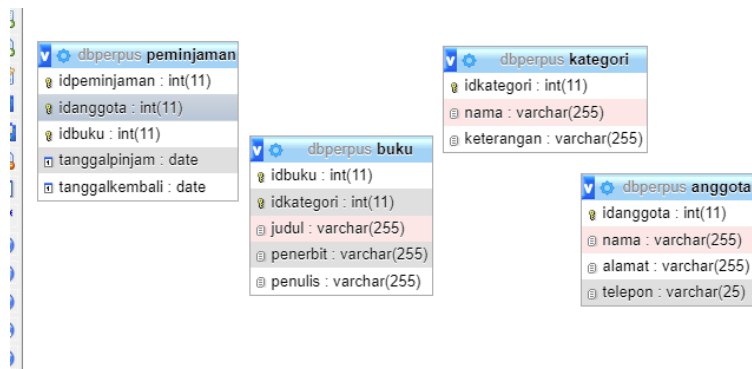 dbperpus peminjaman
idpeminjaman : int(11)
idanggota : int(11)
idbuku : int(11)
tanggalpinjam : date
tanggalkembali : date
dbperpus buku
idbuku : int(11)
idkategori : int(11)
judul : varchar(255)
penerbit : varchar(255)
penulis : varchar(255)
dbperpus kategori
idkategori : int(11)
nama : varchar(255)
keterangan : varchar(255)
dbperpus anggota
idanggota : int(11)
nama : varchar(255)
alamat : varchar(255)
telepon : varchar(25)